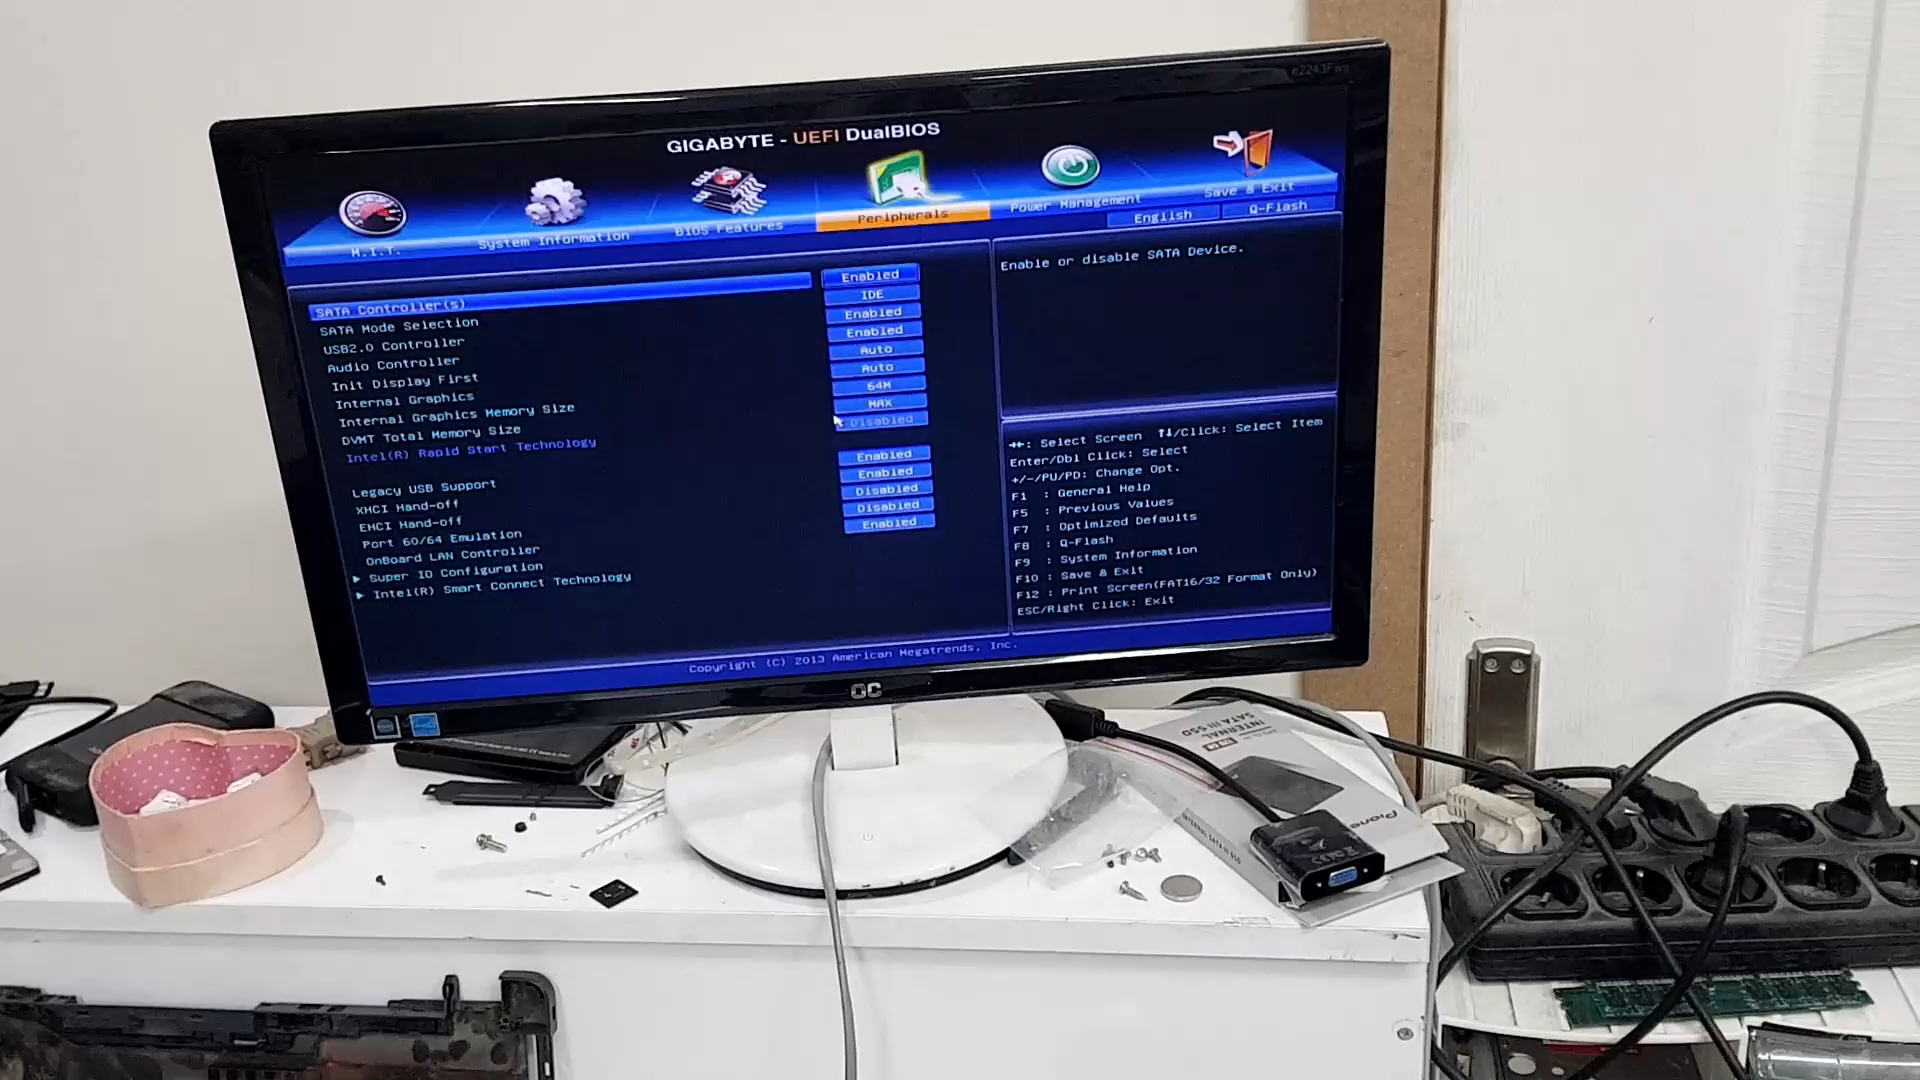 e2243Fws
GIGABYTE - UEFI DualBIOS
M.I.T.
System Information
BIOS Features
Peripherals
Power Management
Save & Exit
English
Q-Flash
SATA Controller(s) Enabled
SATA Mode Selection IDE
USB2.0 Controller Enabled
Audio Controller Enabled
Init Display First Auto
Internal Graphics Auto
Internal Graphics Memory Size 64M
DVMT Total Memory Size MAX
Intel(R) Rapid Start Technology Disabled
Legacy USB Support Enabled
XHCI Hand-off Enabled
EHCI Hand-off Disabled
Port 60/64 Emulation Disabled
OnBoard LAN Controller Enabled
Super IO Configuration
Intel(R) Smart Connect Technology
Enable or disable SATA Device.
→←: Select Screen ↑↓/Click: Select Item
Enter/Dbl Click: Select
+/-/PU/PD: Change Opt.
F1 : General Help
F5 : Previous Values
F7 : Optimized Defaults
F8 : Q-Flash
F9 : System Information
F10 : Save & Exit
F12 : Print Screen(FAT16/32 Format Only)
ESC/Right Click: Exit
Copyright (C) 2013 American Megatrends, Inc.
INTERNAL
SATA III SSD
INTERNAL SATA III SSD